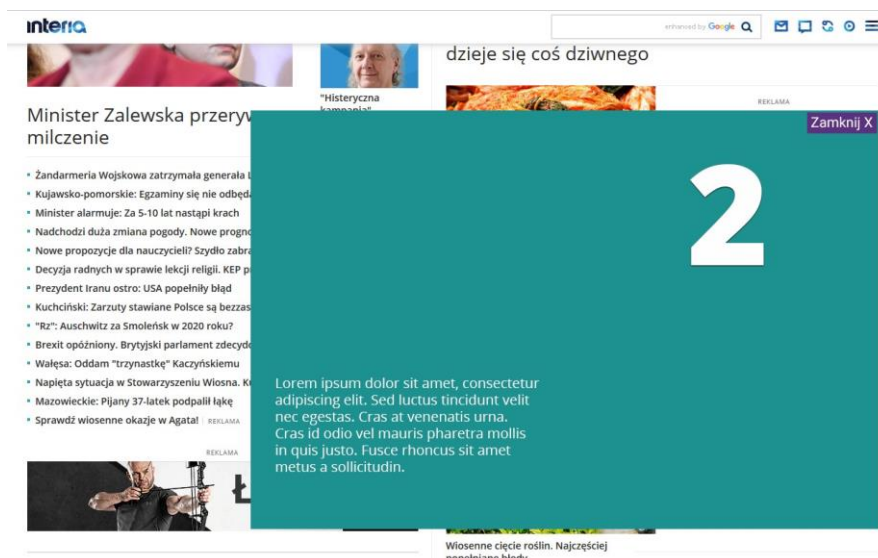 interia
enhanced by Google
dzieje się coś dziwnego
"Histeryczna
kampania"
REKLAMA
Minister Zalewska przeryw
milczenie
Zamknij X
2
Żandarmeria Wojskowa zatrzymała generała
Kujawsko-pomorskie: Egzaminy się nie odbędą
Minister alarmuje: Za 5-10 lat nastąpi krach
Nadchodzi duża zmiana pogody. Nowe progno
Nowe propozycje dla nauczycieli? Szydło zabra
Decyzja radnych w sprawie lekcji religii. KEP p
Prezydent Iranu ostro: USA popełniły błąd
Kuchciński: Zarzuty stawiane Polsce są bezzas
"Rz": Auschwitz za Smoleńsk w 2020 roku?
Brexit opóźniony. Brytyjski parlament zdecydo
Wałęsa: Oddam "trzynastkę" Kaczyńskiemu
Napięta sytuacja w Stowarzyszeniu Wiosna.
Mazowieckie: Pijany 37-latek podpalił łąkę
Sprawdź wiosenne okazje w Agata! | REKLAMA
Lorem ipsum dolor sit amet, consectetur
adipiscing elit. Sed luctus tincidunt velit
nec egestas. Cras at venenatis urna.
Cras id odio vel mauris pharetra mollis
in quis justo. Fusce rhoncus sit amet
metus a sollicitudin.
REKLAMA
Ł
Wiosenne cięcie roślin. Najczęściej
popełniane błędy